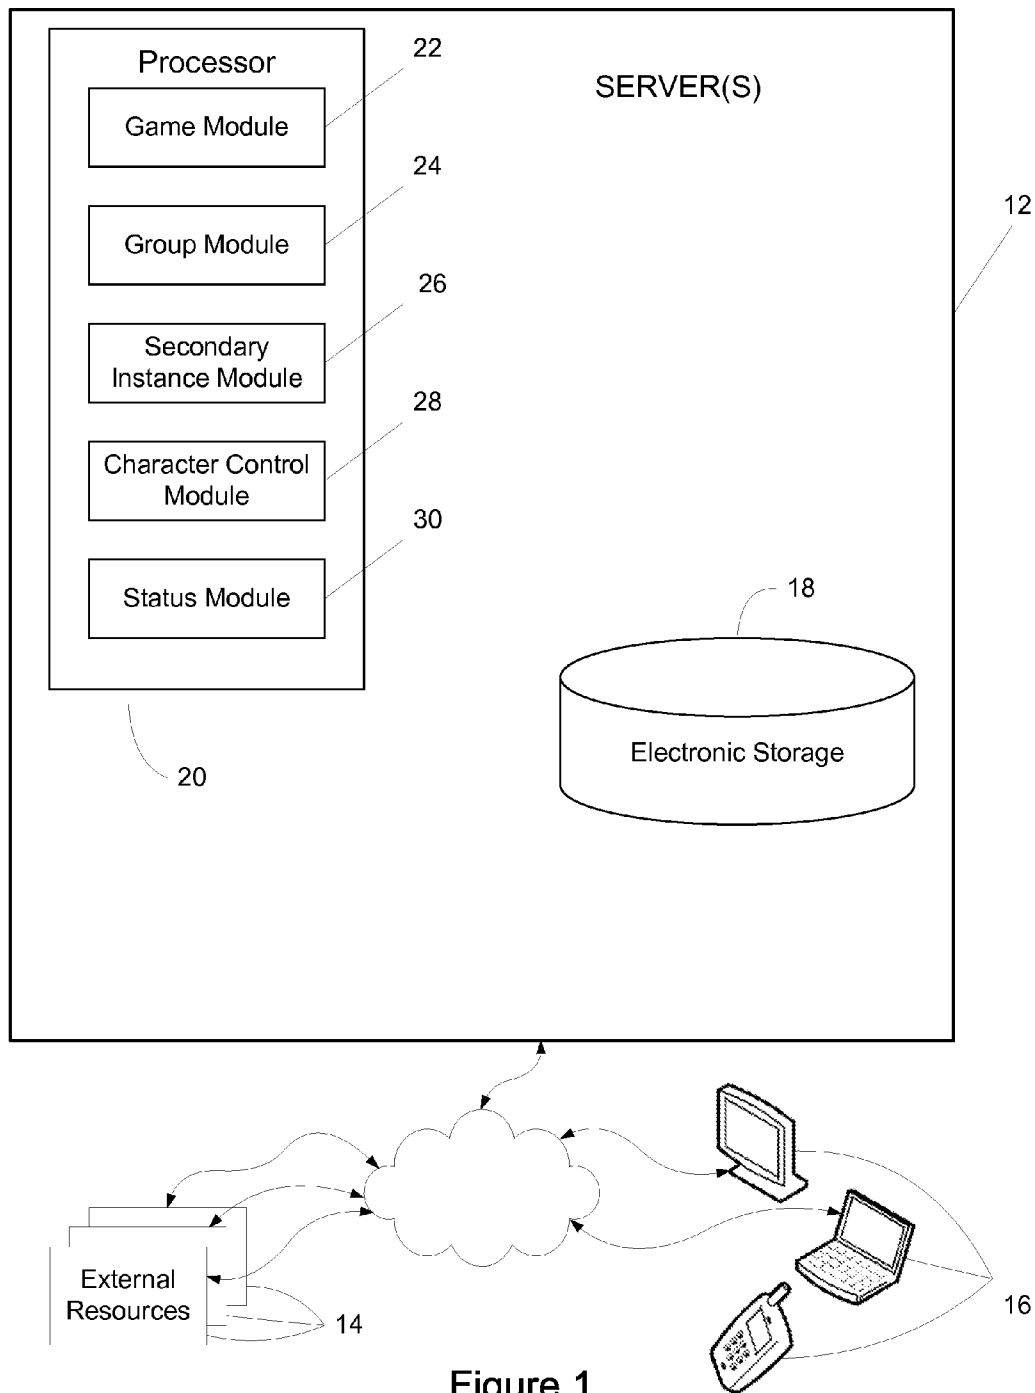 Processor
22
Game Module
SERVER(S)
24
Group Module
12
26
Secondary
Instance Module
28
Character Control
Module
30
Status Module
18
Electronic Storage
20
External
Resources
14
16
Figure 1